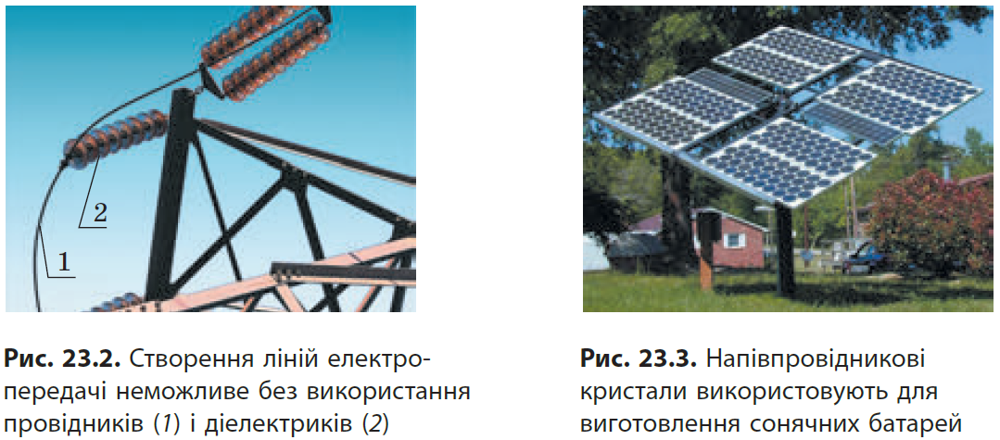 1
2
Рис. 23.2. Створення ліній електро-
передачі неможливе без використання
провідників (1) і діелектриків (2)
Рис. 23.3. Напівпровідникові
кристали використовують для
виготовлення сонячних батарей